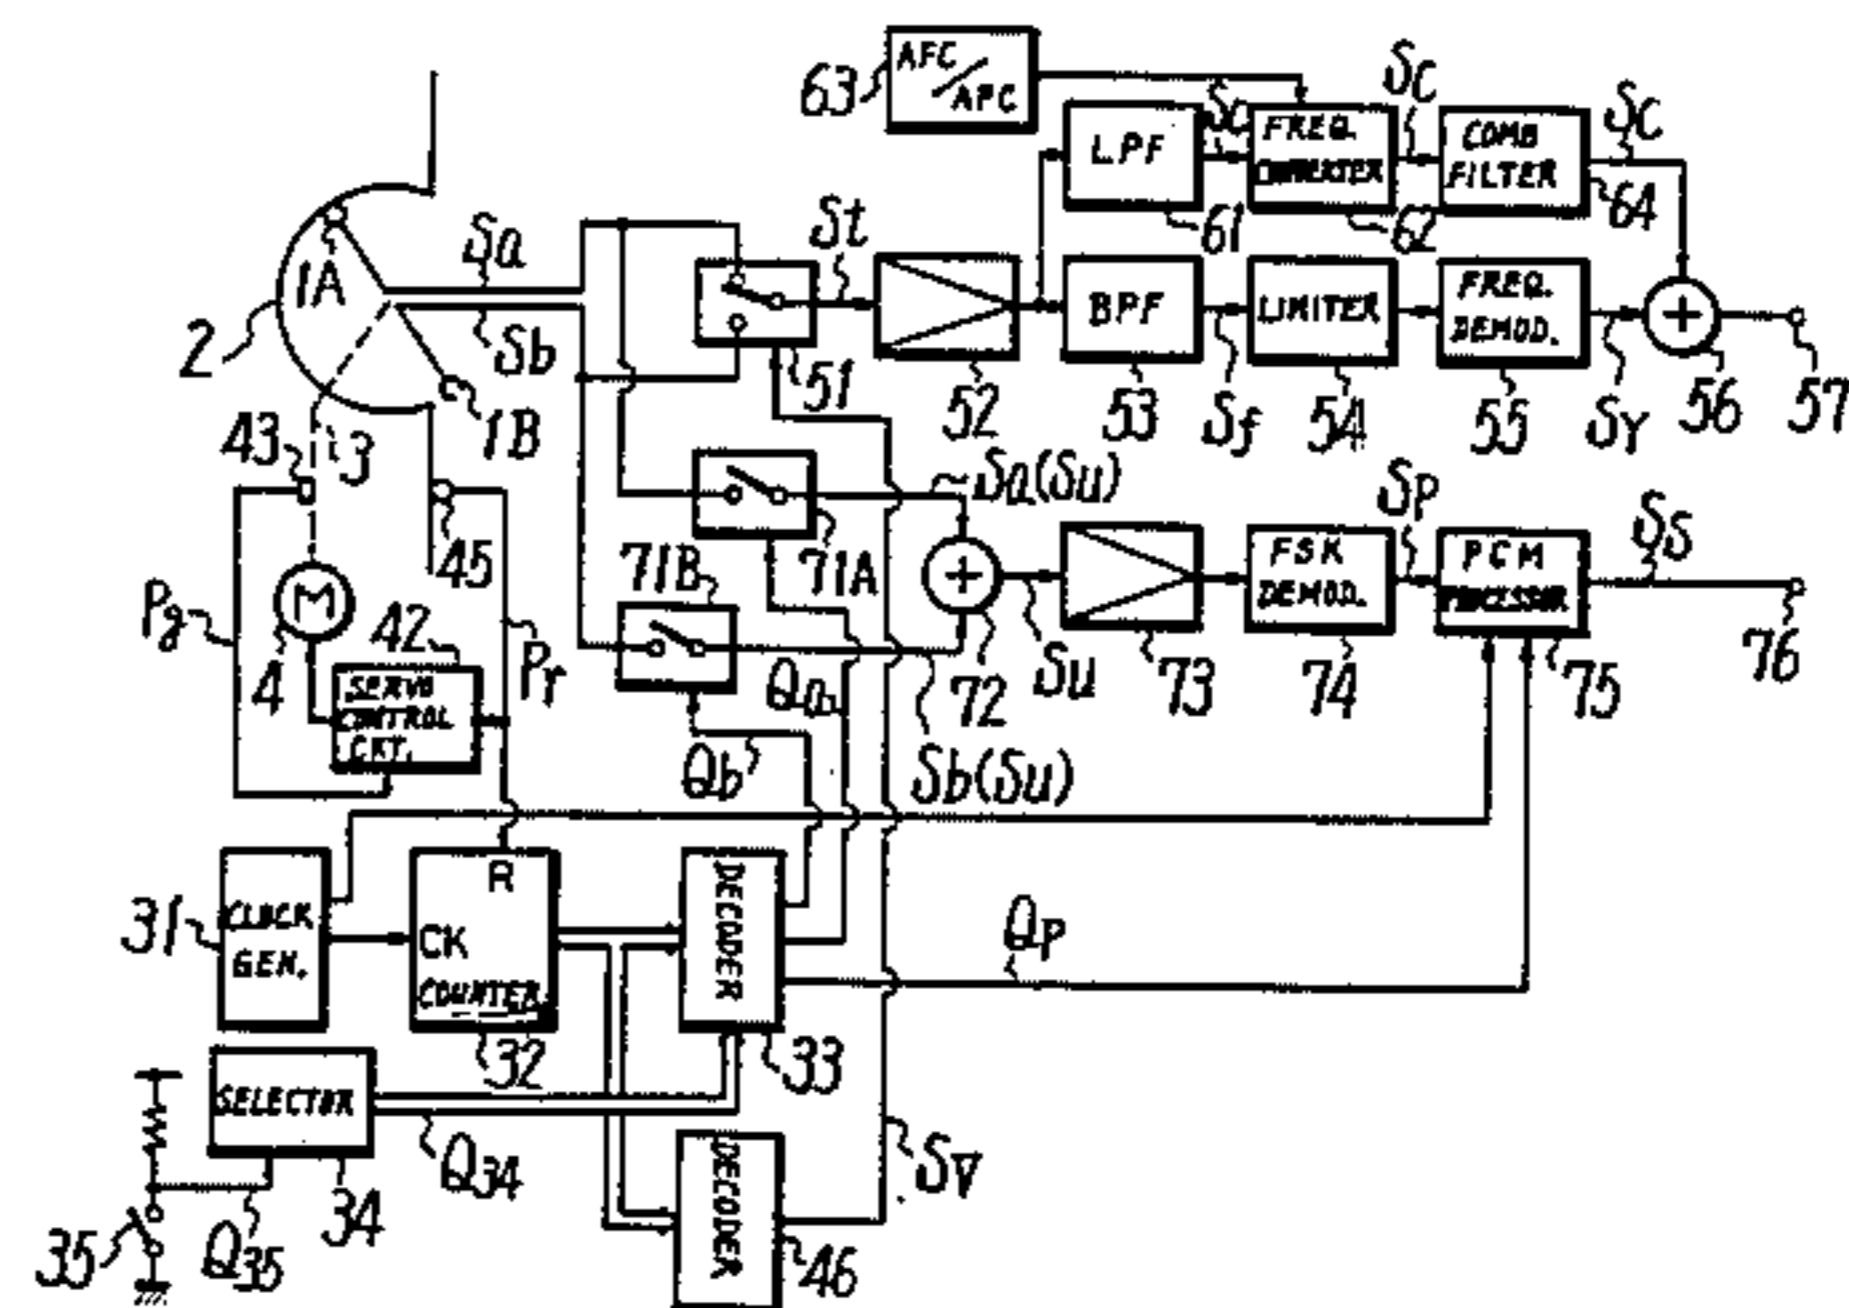 63
AFC
/APC
Sc
Sc
Sc
LPF
FREQ.
CONVERTER
COMB
FILTER
61
62
64
2
1A
Sa
Sb
1B
St
51
52
BPF
53
Sf
LIMITER
54
FREQ.
DEMOD.
55
SY
56
57
43
3
45
Pg
M
4
42
SERVO
CONTROL
CKT.
Pr
71A
71B
Sa(Su)
72
Su
73
FSK
DEMOD.
74
SP
PCM
PROCESSOR
75
SS
76
Qa
Qb
Sb(Su)
31
CLOCK
GEN.
R
CK
COUNTER
32
DECODER
33
QP
SELECTOR
34
Q34
35
Q35
DECODER
46
SV